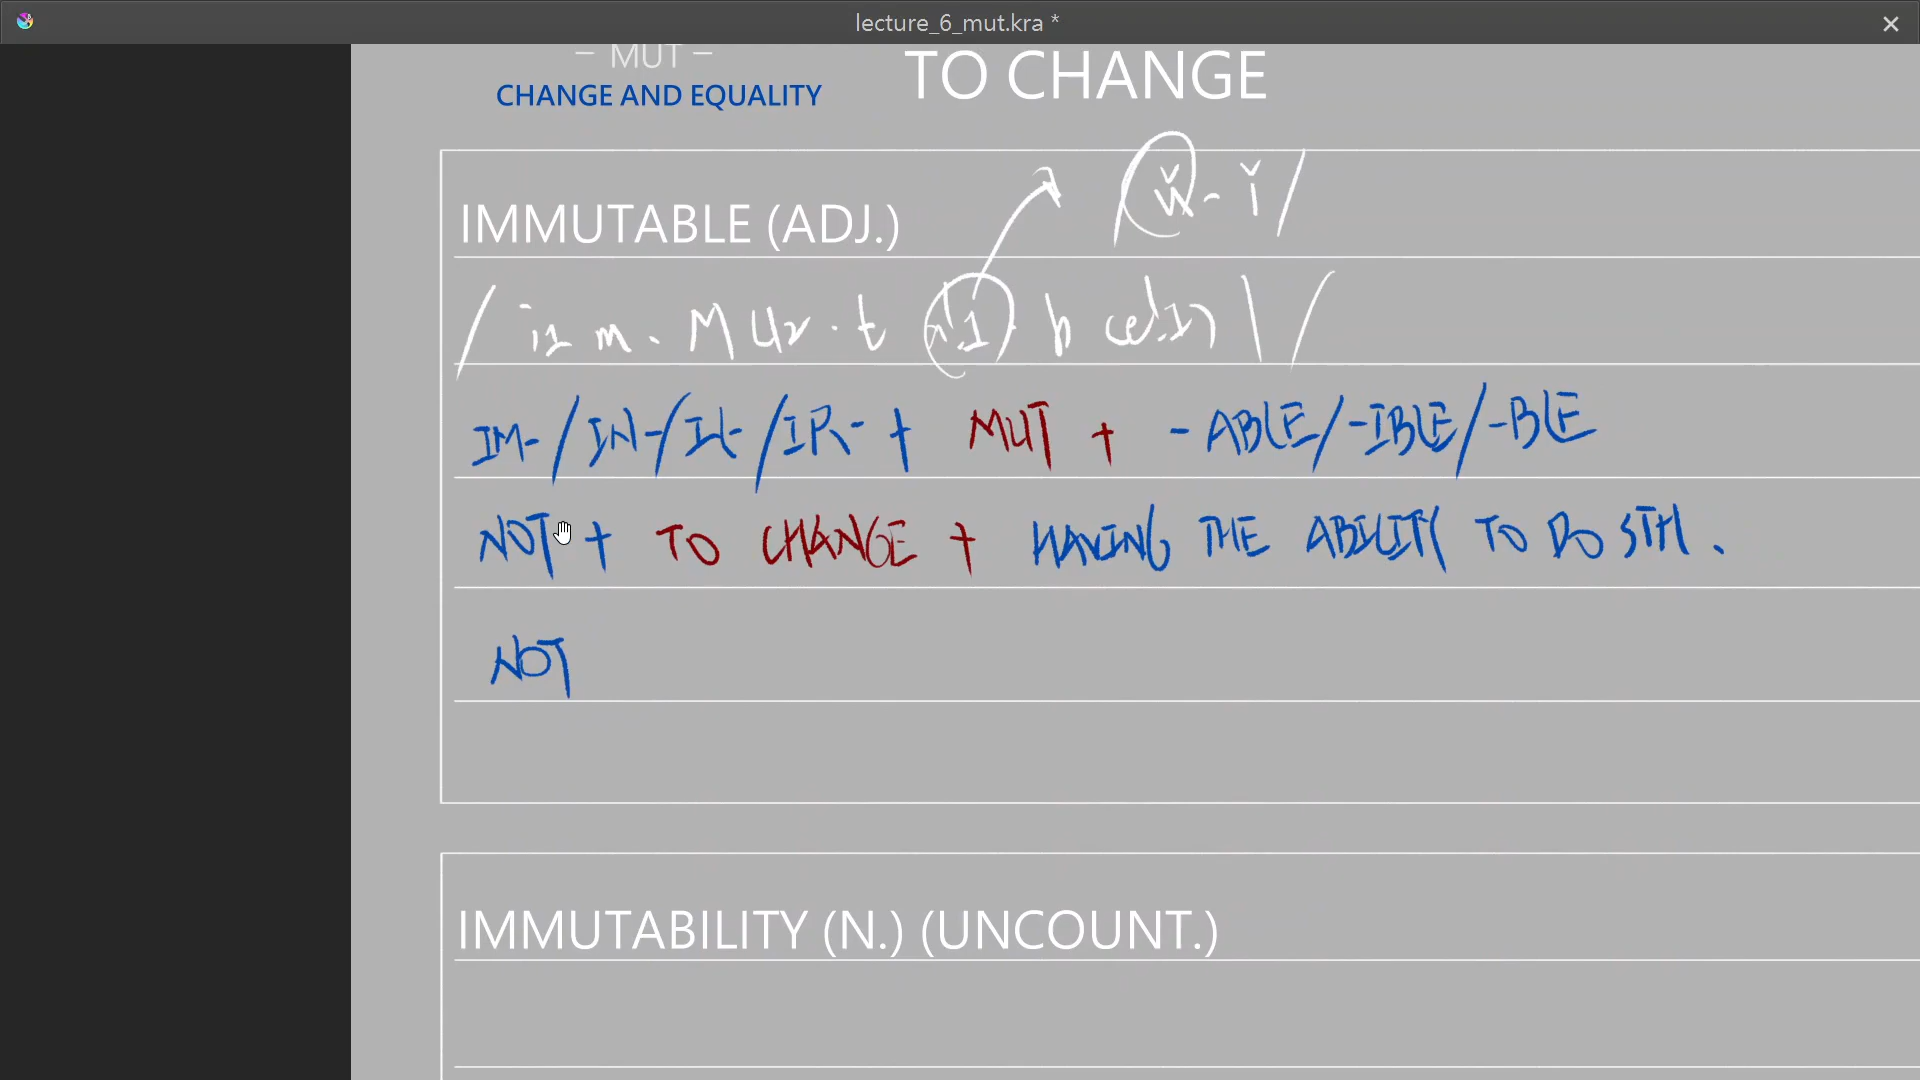 lecture_6_mut.kra *
– MUT –
TO CHANGE
CHANGE AND EQUALITY
IMMUTABLE (ADJ.)
IM- / IN- / IL- / IR- + MUT + -ABLE / -IBLE / -BLE
NOT + TO CHANGE + HAVING THE ABILITY TO DO STH.
NOT
IMMUTABILITY (N.) (UNCOUNT.)